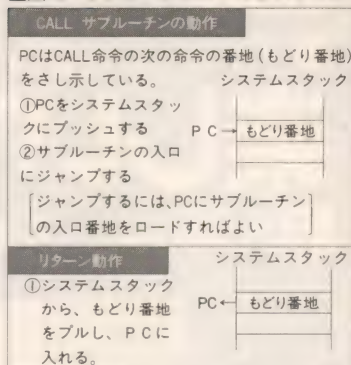 CALL サブルーチンの動作
PCはCALL命令の次の命令の番地(もどり番地)
をさし示している。
システムスタック
①PCをシステムスタッ
クにプッシュする
PC→ もどり番地
②サブルーチンの入口
にジャンプする
[ジャンプするには、PCにサブルーチン
の入口番地をロードすればよい]
リターン動作
システムスタック
①システムスタック
から、もどり番地
をプルし、PCに
入れる。
PC← もどり番地